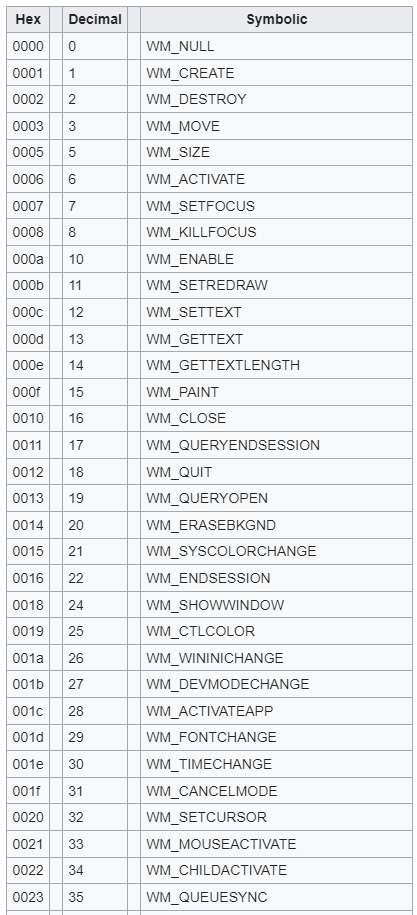 Hex Decimal Symbolic
0000 0 WM_NULL
0001 1 WM_CREATE
0002 2 WM_DESTROY
0003 3 WM_MOVE
0005 5 WM_SIZE
0006 6 WM_ACTIVATE
0007 7 WM_SETFOCUS
0008 8 WM_KILLFOCUS
000a 10 WM_ENABLE
000b 11 WM_SETREDRAW
000c 12 WM_SETTEXT
000d 13 WM_GETTEXT
000e 14 WM_GETTEXTLENGTH
000f 15 WM_PAINT
0010 16 WM_CLOSE
0011 17 WM_QUERYENDSESSION
0012 18 WM_QUIT
0013 19 WM_QUERYOPEN
0014 20 WM_ERASEBKGND
0015 21 WM_SYSCOLORCHANGE
0016 22 WM_ENDSESSION
0018 24 WM_SHOWWINDOW
0019 25 WM_CTLCOLOR
001a 26 WM_WININICHANGE
001b 27 WM_DEVMODECHANGE
001c 28 WM_ACTIVATEAPP
001d 29 WM_FONTCHANGE
001e 30 WM_TIMECHANGE
001f 31 WM_CANCELMODE
0020 32 WM_SETCURSOR
0021 33 WM_MOUSEACTIVATE
0022 34 WM_CHILDACTIVATE
0023 35 WM_QUEUESYNC